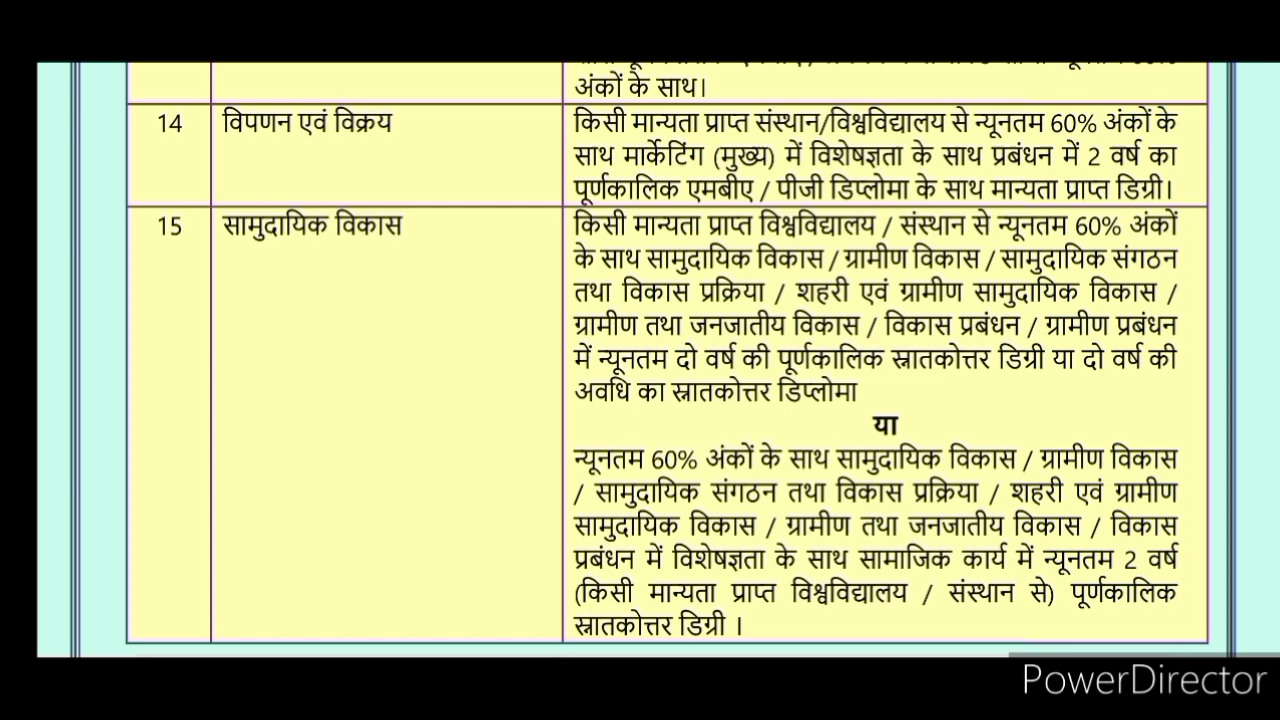 अंकों के साथ।
14 विपणन एवं विक्रय किसी मान्यता प्राप्त संस्थान/विश्वविद्यालय से न्यूनतम 60% अंकों के
साथ मार्केटिंग (मुख्य) में विशेषज्ञता के साथ प्रबंधन में 2 वर्ष का
पूर्णकालिक एमबीए / पीजी डिप्लोमा के साथ मान्यता प्राप्त डिग्री।
15 सामुदायिक विकास किसी मान्यता प्राप्त विश्वविद्यालय / संस्थान से न्यूनतम 60% अंकों
के साथ सामुदायिक विकास / ग्रामीण विकास / सामुदायिक संगठन
तथा विकास प्रक्रिया / शहरी एवं ग्रामीण सामुदायिक विकास /
ग्रामीण तथा जनजातीय विकास / विकास प्रबंधन / ग्रामीण प्रबंधन
में न्यूनतम दो वर्ष की पूर्णकालिक स्नातकोत्तर डिग्री या दो वर्ष की
अवधि का स्नातकोत्तर डिप्लोमा
या
न्यूनतम 60% अंकों के साथ सामुदायिक विकास / ग्रामीण विकास
/ सामुदायिक संगठन तथा विकास प्रक्रिया / शहरी एवं ग्रामीण
सामुदायिक विकास / ग्रामीण तथा जनजातीय विकास / विकास
प्रबंधन में विशेषज्ञता के साथ सामाजिक कार्य में न्यूनतम 2 वर्ष
(किसी मान्यता प्राप्त विश्वविद्यालय / संस्थान से) पूर्णकालिक
स्नातकोत्तर डिग्री ।
PowerDirector